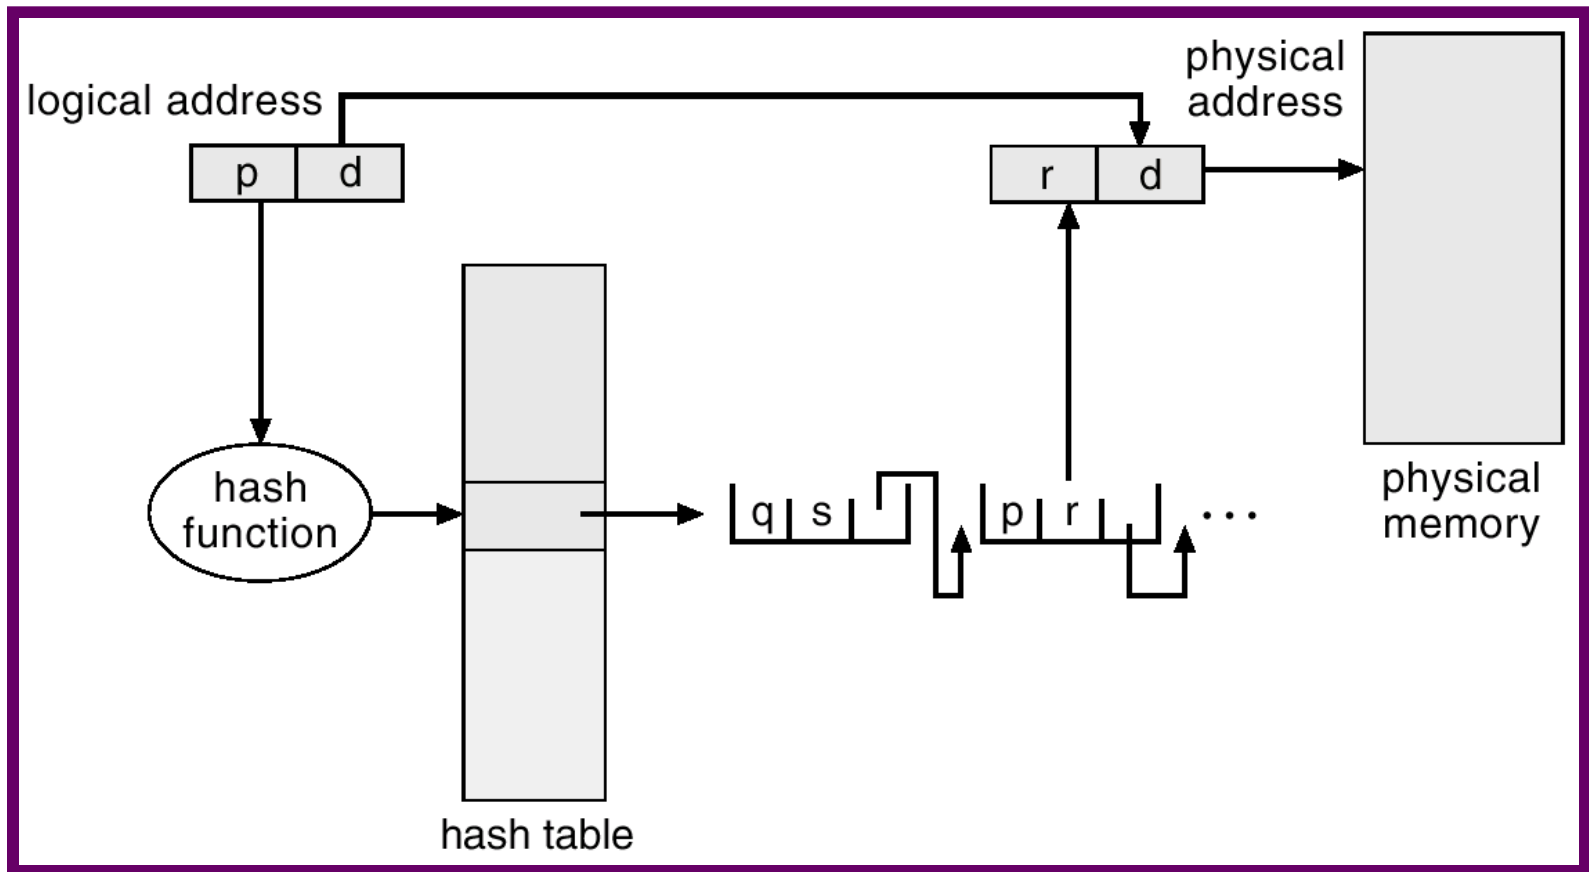 logical address
physical
address
p d
r d
hash
function
q s
p r
...
physical
memory
hash table